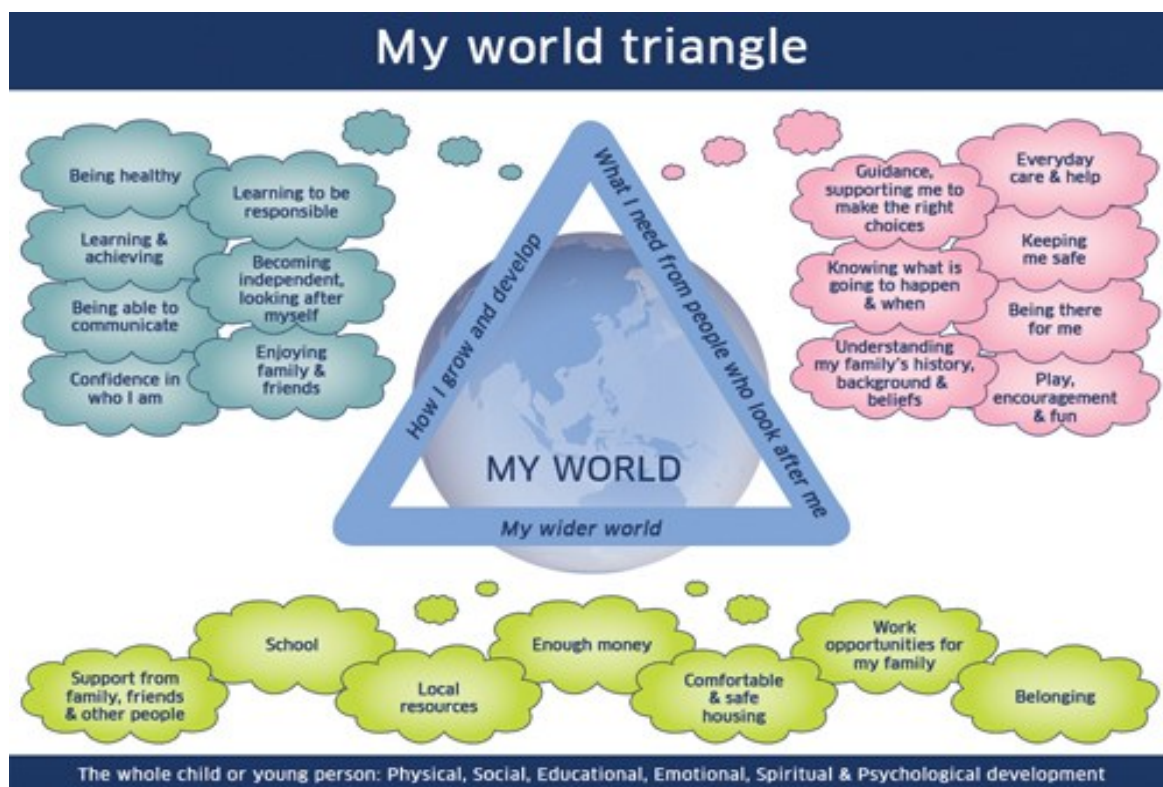 My world triangle
Being healthy
Learning to be
responsible
Learning &
achieving
Becoming
independent,
looking after
myself
Being able to
communicate
Enjoying
family &
friends
Confidence in
who I am
How I grow and develop
What I need from people who look after me
MY WORLD
My wider world
Guidance,
supporting me to
make the right
choices
Everyday
care & help
Keeping
me safe
Knowing what is
going to happen
& when
Being there
for me
Understanding
my family's history,
background &
beliefs
Play,
encouragement
& fun
Support from
family, friends
& other people
School
Local
resources
Enough money
Comfortable
& safe
housing
Work
opportunities for
my family
Belonging
The whole child or young person: Physical, Social, Educational, Emotional, Spiritual & Psychological development